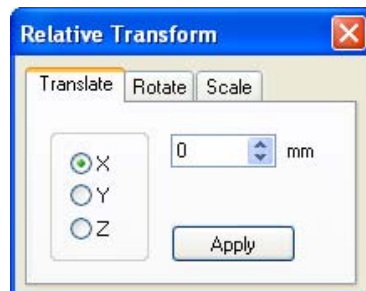 Relative Transform
Translate Rotate Scale
X 0 mm
Y
Z
Apply